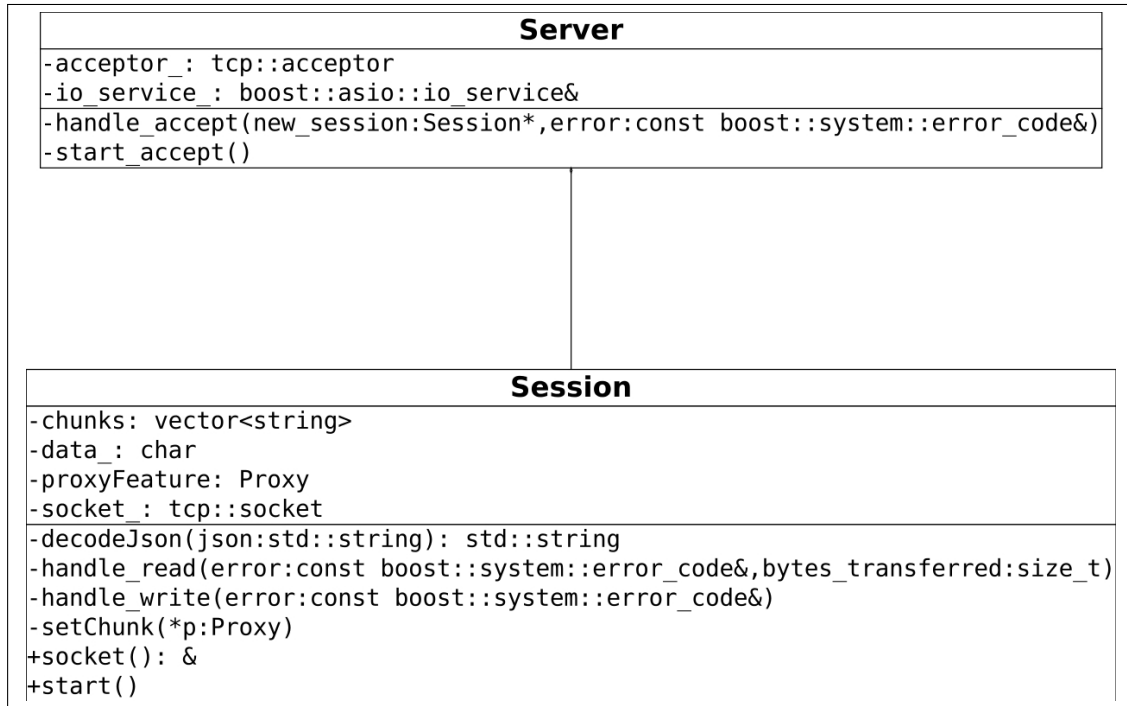 Server
-acceptor_: tcp::acceptor
-io_service_: boost::asio::io_service&
-handle_accept(new_session:Session*,error:const boost::system::error_code&)
-start_accept()
Session
-chunks: vector<string>
-data_: char
-proxyFeature: Proxy
-socket_: tcp::socket
-decodeJson(json:std::string): std::string
-handle_read(error:const boost::system::error_code&,bytes_transferred:size_t)
-handle_write(error:const boost::system::error_code&)
-setChunk(*p:Proxy)
+socket(): &
+start()